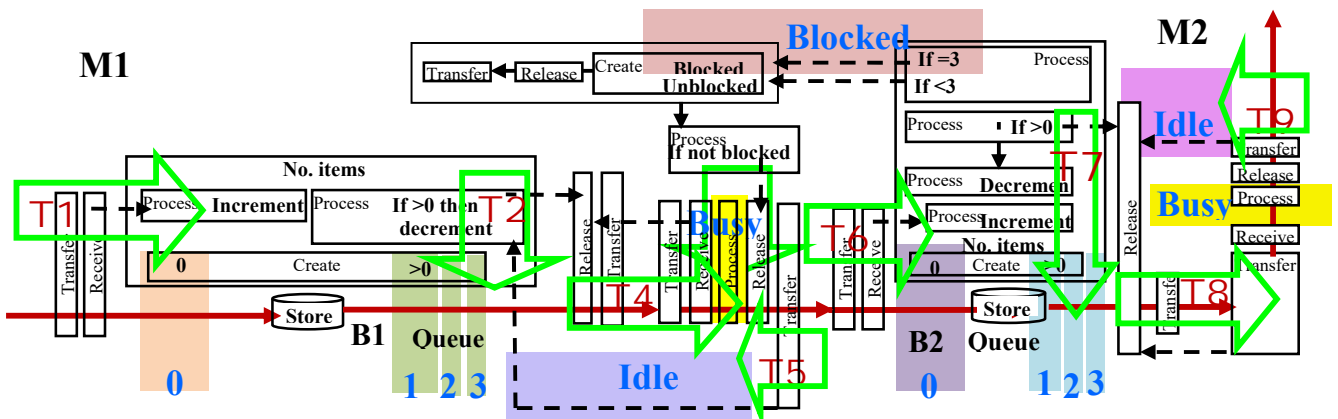 Blocked
M2
M1
Transfer
Release
Create
Blocked
Unblocked
If =3
If <3
Process
Idle
T9
Process
If >0
T7
Process
If not blocked
No. items
T1
Process
Increment
Process
If >0 then
decrement
T2
Process
Decremen
Process
Increment
No. items
T6
Busy
Transfer
Release
Process
Receive
Transfer
Busy
Transfer
Receive
Release
Transfer
Transfer
Receive
Process
Release
Transfer
Transfer
Receive
Release
0
Create
>0
0
Create
Store
B1
Queue
T4
T5
B2
Store
Queue
T8
0
1
2
3
Idle
0
1
2
3